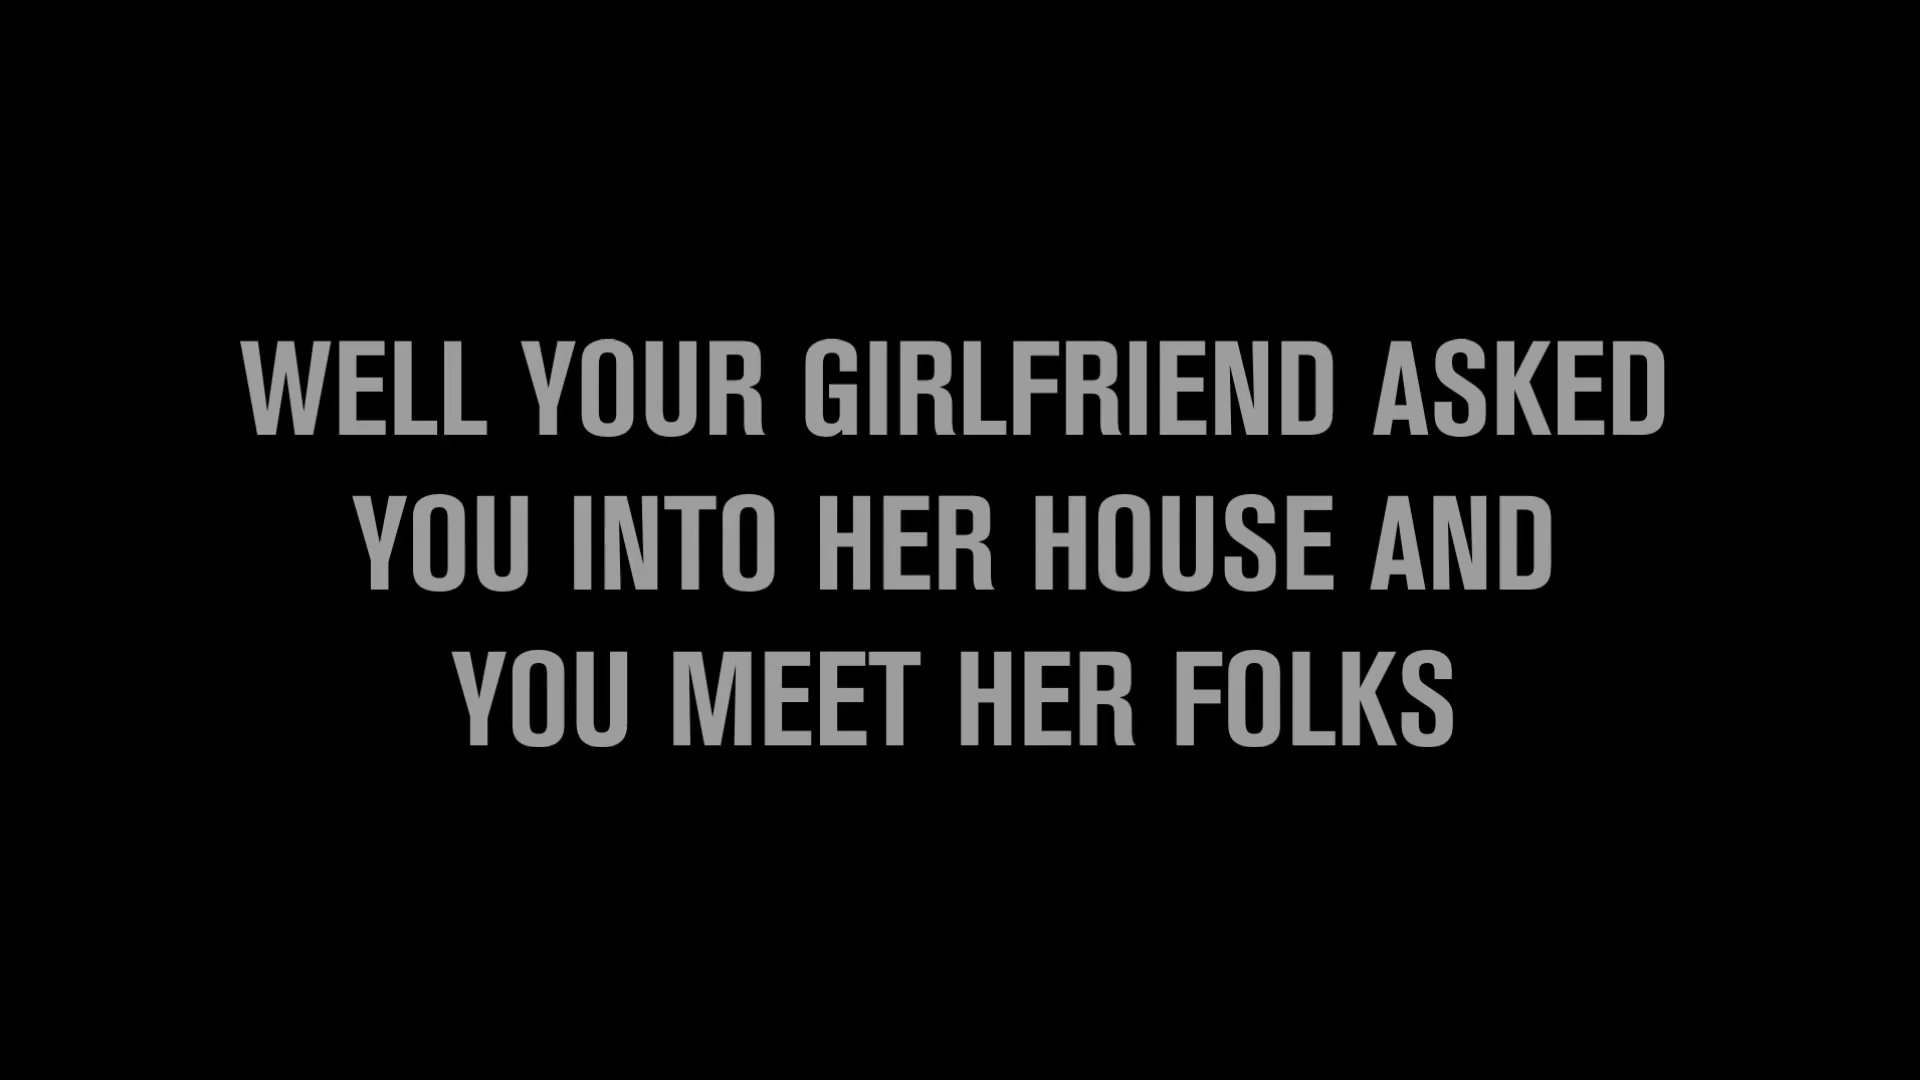 WELL YOUR GIRLFRIEND ASKED
YOU INTO HER HOUSE AND
YOU MEET HER FOLKS